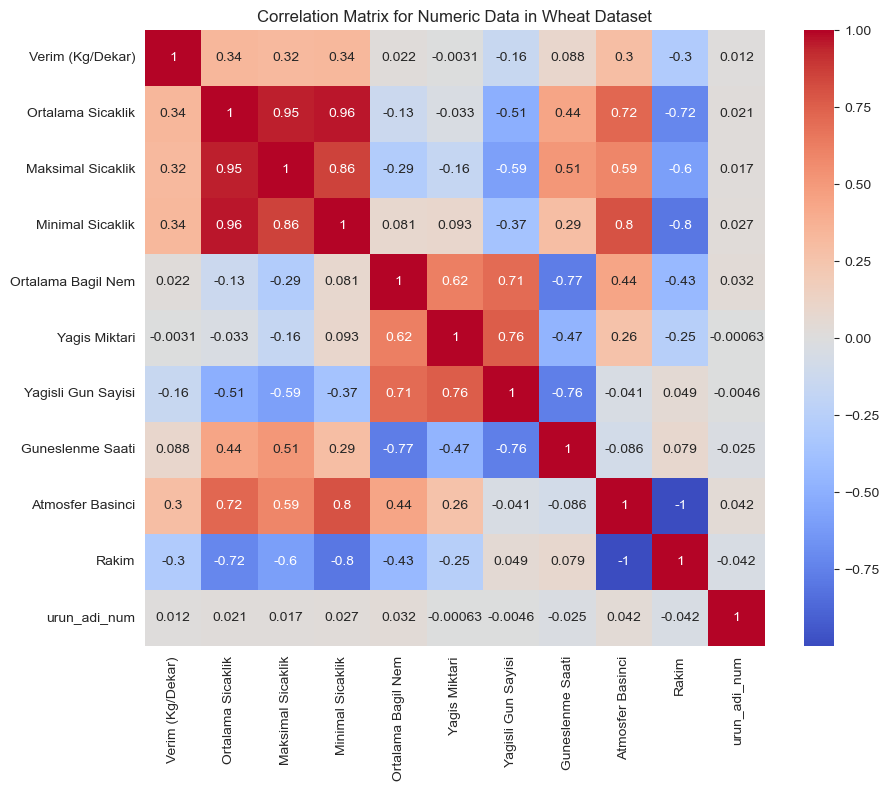 Correlation Matrix for Numeric Data in Wheat Dataset
Verim (Kg/Dekar) 1 0.34 0.32 0.34 0.022 -0.0031 -0.16 0.088 0.3 -0.3 0.012
Ortalama Sicaklik 0.34 1 0.95 0.96 -0.13 -0.033 -0.51 0.44 0.72 -0.72 0.021
Maksimal Sicaklik 0.32 0.95 1 0.86 -0.29 -0.16 -0.59 0.51 0.59 -0.6 0.017
Minimal Sicaklik 0.34 0.96 0.86 1 0.081 0.093 -0.37 0.29 0.8 -0.8 0.027
Ortalama Bagil Nem 0.022 -0.13 -0.29 0.081 1 0.62 0.71 -0.77 0.44 -0.43 0.032
Yagis Miktari -0.0031 -0.033 -0.16 0.093 0.62 1 0.76 -0.47 0.26 -0.25 -0.00063
Yagisli Gun Sayisi -0.16 -0.51 -0.59 -0.37 0.71 0.76 1 -0.76 -0.041 0.049 -0.0046
Guneslenme Saati 0.088 0.44 0.51 0.29 -0.77 -0.47 -0.76 1 -0.086 0.079 -0.025
Atmosfer Basinci 0.3 0.72 0.59 0.8 0.44 0.26 -0.041 -0.086 1 -1 0.042
Rakim -0.3 -0.72 -0.6 -0.8 -0.43 -0.25 0.049 0.079 -1 1 -0.042
urun_adi_num 0.012 0.021 0.017 0.027 0.032 -0.00063 -0.0046 -0.025 0.042 -0.042 1
Verim (Kg/Dekar)
Ortalama Sicaklik
Maksimal Sicaklik
Minimal Sicaklik
Ortalama Bagil Nem
Yagis Miktari
Yagisli Gun Sayisi
Guneslenme Saati
Atmosfer Basinci
Rakim
urun_adi_num
1.00
0.75
0.50
0.25
0.00
-0.25
-0.50
-0.75